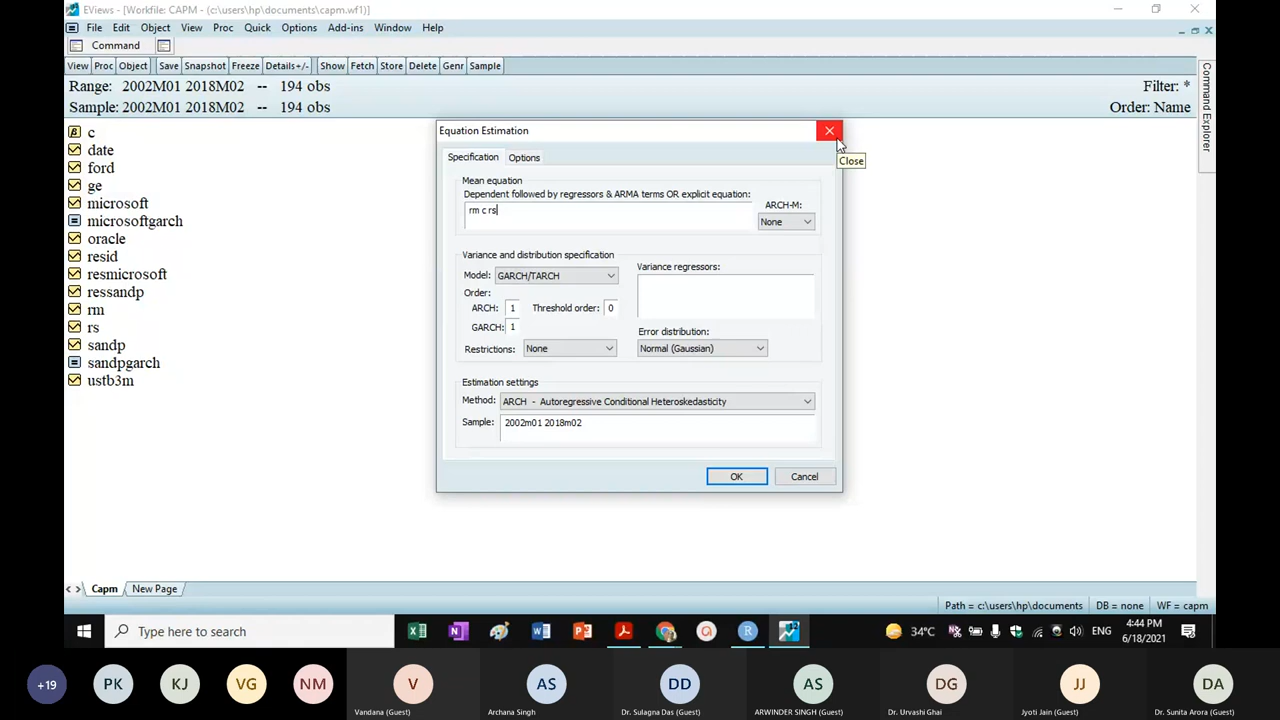 EViews - [Workfile: CAPM - (c:\users\hp\documents\capm.wf1)]
File Edit Object View Proc Quick Options Add-ins Window Help
Command
View Proc Object Save Snapshot Freeze Details+/- Show Fetch Store Delete Genr Sample
Range: 2002M01 2018M02 -- 194 obs Filter: *
Sample: 2002M01 2018M02 -- 194 obs Order: Name
Command Explorer
c
date
ford
ge
microsoft
microsoftgarch
oracle
resid
resmicrosoft
ressandp
rm
rs
sandp
sandpgarch
ustb3m
Equation Estimation
Close
Specification Options
Mean equation
Dependent followed by regressors & ARMA terms OR explicit equation:
rm c rs
ARCH-M:
None
Variance and distribution specification
Model: GARCH/TARCH
Variance regressors:
Order:
ARCH: 1 Threshold order: 0
GARCH: 1
Error distribution:
Restrictions: None
Normal (Gaussian)
Estimation settings
Method: ARCH - Autoregressive Conditional Heteroskedasticity
Sample: 2002m01 2018m02
OK Cancel
Capm New Page
Path = c:\users\hp\documents DB = none WF = capm
Type here to search
34°C ENG
4:44 PM
6/18/2021
+19 PK KJ VG NM V AS DD AS DG JJ DA
Vandana (Guest) Archana Singh Dr. Sulagna Das (Guest) ARWINDER SINGH (Guest) Dr. Urvashi Ghai Jyoti Jain (Guest) Dr. Sunita Arora (Guest)